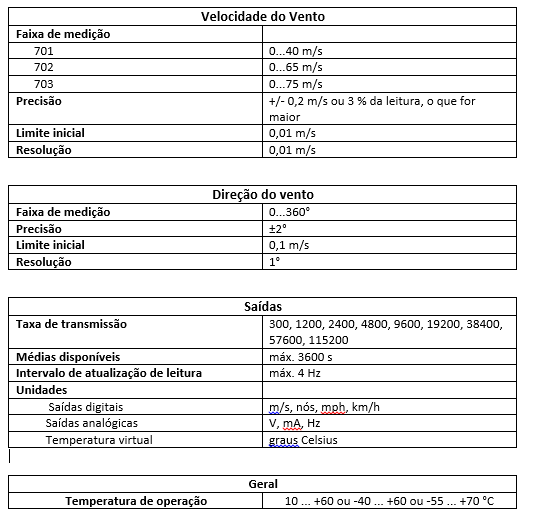 Velocidade do Vento
Faixa de medição
701 0...40 m/s
702 0...65 m/s
703 0...75 m/s
Precisão +/- 0,2 m/s ou 3 % da leitura, o que for
maior
Limite inicial 0,01 m/s
Resolução 0,01 m/s
Direção do vento
Faixa de medição 0...360°
Precisão ±2°
Limite inicial 0,1 m/s
Resolução 1°
Saídas
Taxa de transmissão 300, 1200, 2400, 4800, 9600, 19200, 38400,
57600, 115200
Médias disponíveis máx. 3600 s
Intervalo de atualização de leitura máx. 4 Hz
Unidades
Saídas digitais m/s, nós, mph, km/h
Saídas analógicas V, mA, Hz
Temperatura virtual graus Celsius
Geral
Temperatura de operação 10 ... +60 ou -40 ... +60 ou -55 ... +70 °C